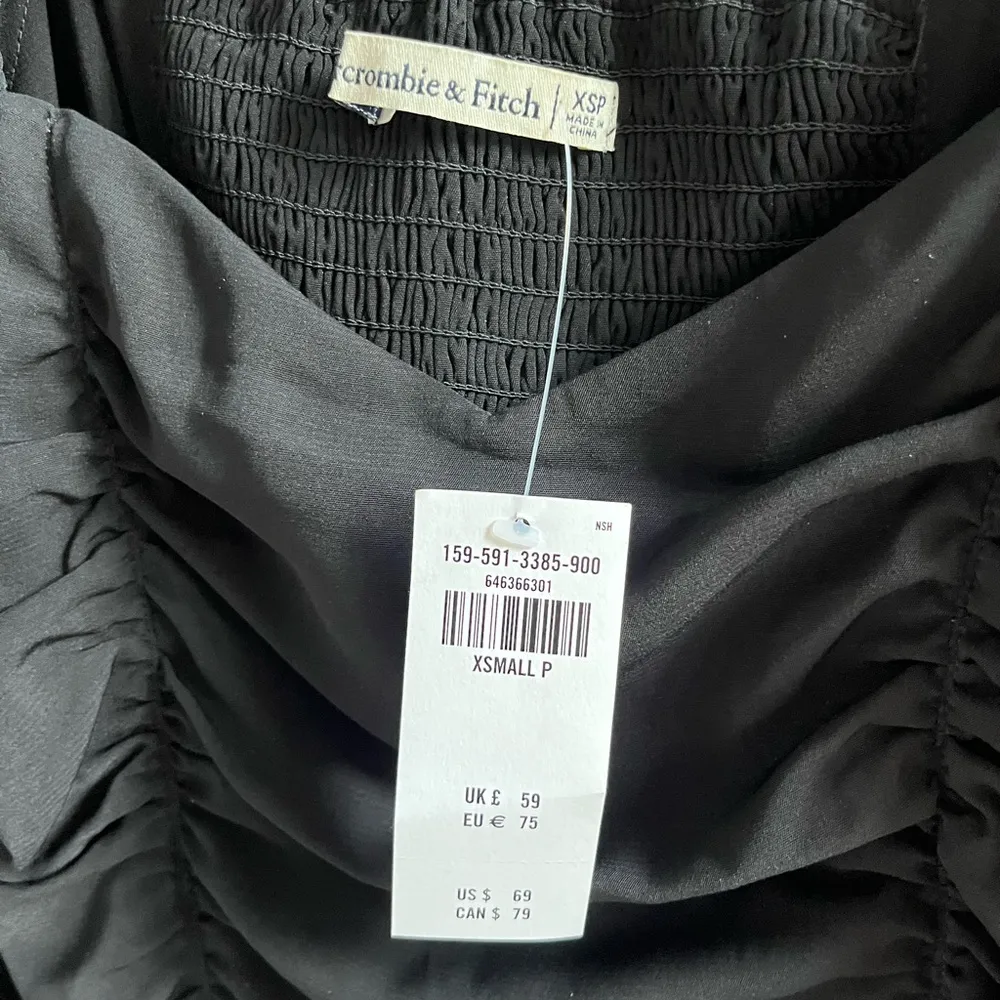 rcrombie & Fitch
XSP
MADE IN
CHINA
NSH
159-591-3385-900
646366301
XSMALL P
UK £ 59
EU € 75
US $ 69
CAN $ 79